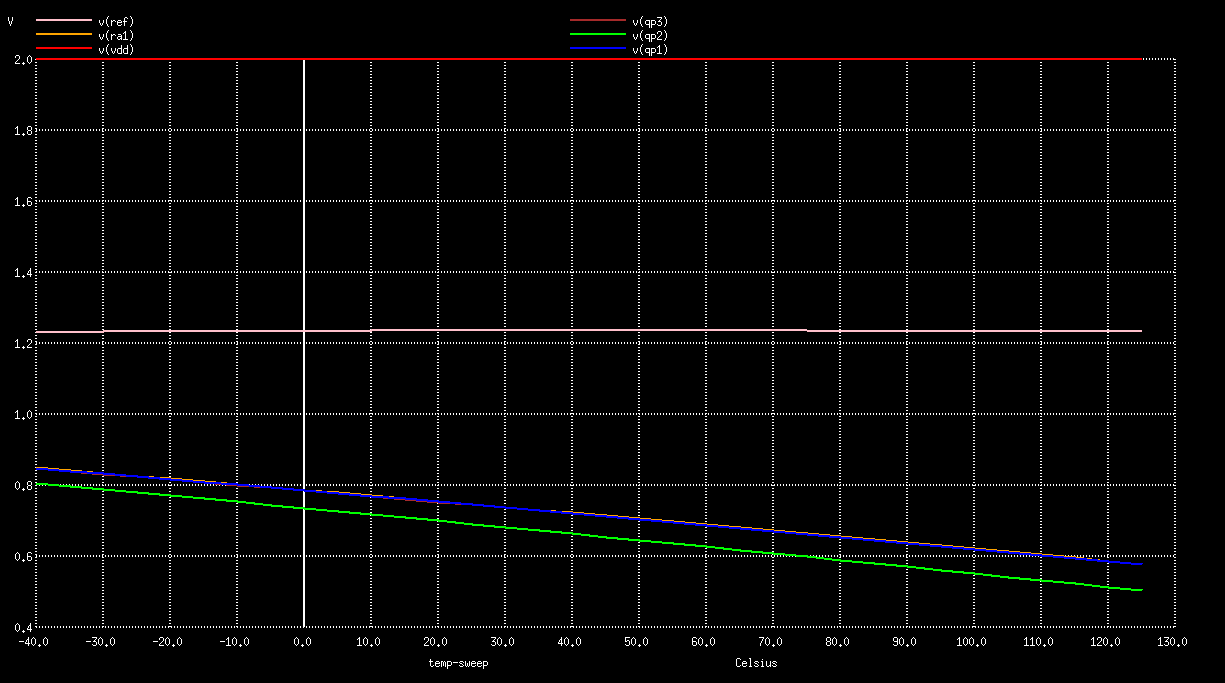 V
v(ref) v(qp3)
v(ra1) v(qp2)
v(vdd) v(qp1)
2.0
1.8
1.6
1.4
1.2
1.0
0.8
0.6
0.4
-40.0 -30.0 -20.0 -10.0 0.0 10.0 20.0 30.0 40.0 50.0 60.0 70.0 80.0 90.0 100.0 110.0 120.0 130.0
temp-sweep Celsius